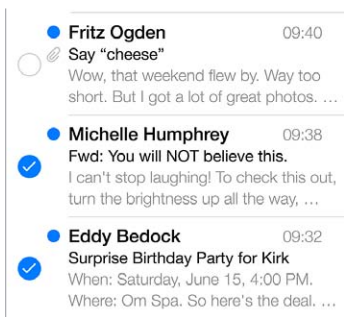 Fritz Ogden 09:40
Say “cheese”
Wow, that weekend flew by. Way too
short. But I got a lot of great photos. …
Michelle Humphrey 09:38
Fwd: You will NOT believe this.
I can't stop laughing! To check this out,
turn the brightness up all the way, …
Eddy Bedock 09:32
Surprise Birthday Party for Kirk
When: Saturday, June 15, 4:00 PM.
Where: Om Spa. So here's the deal. …